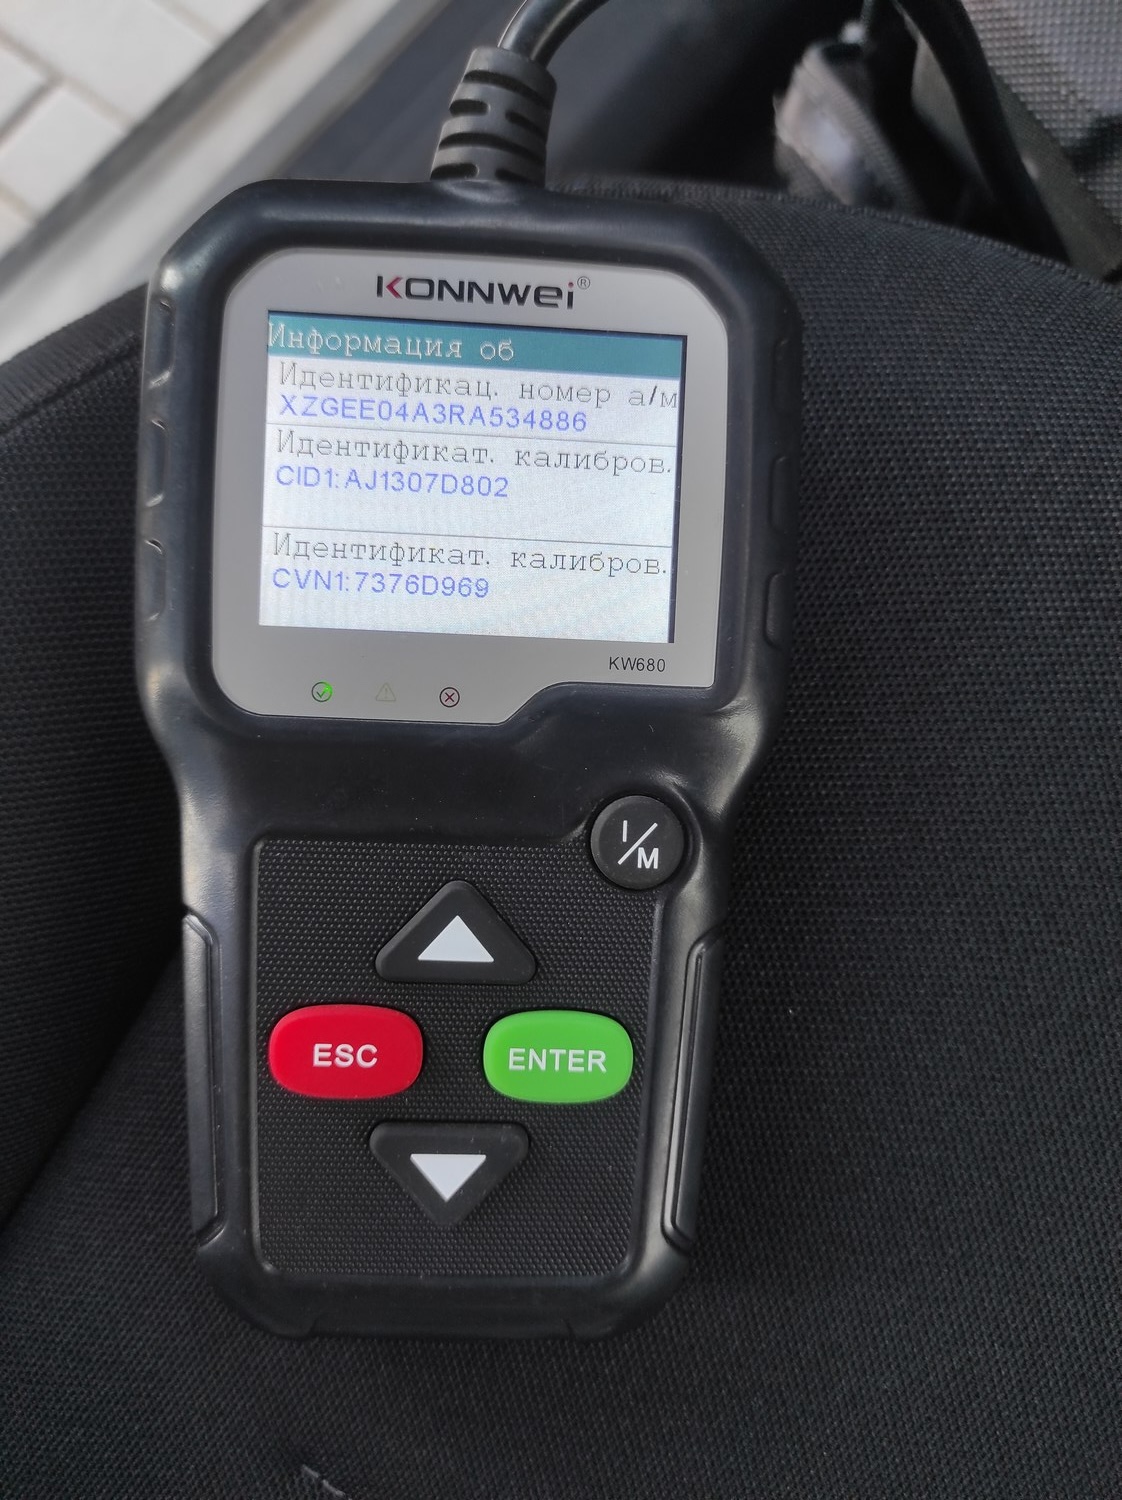 KONNWEI®
Информация об
Идентификац. номер а/м
XZGEE04A3RA534886
Идентификат. калибров.
CID1:AJ1307D802
Идентификат. калибров.
CVN1:7376D969
KW680
I/M
ESC
ENTER